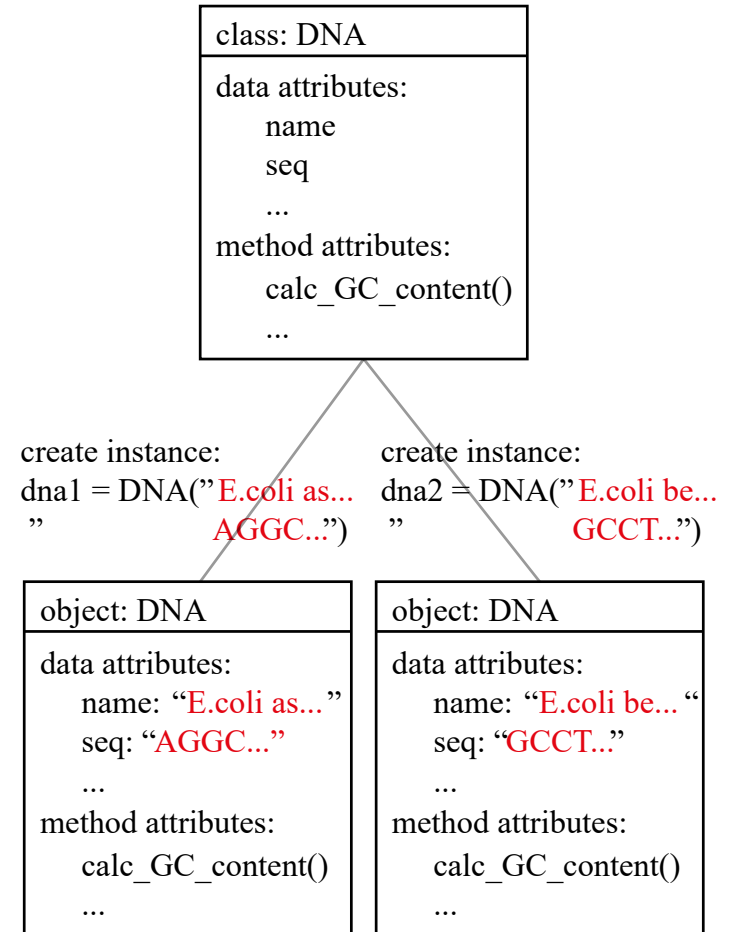 class: DNA
data attributes:
name
seq
...
method attributes:
calc_GC_content()
...
create instance:
dna1 = DNA(”E.coli as...
” AGGC...”)
create instance:
dna2 = DNA(”E.coli be...
” GCCT...”)
object: DNA
data attributes:
name: “E.coli as...”
seq: “AGGC...”
...
method attributes:
calc_GC_content()
...
object: DNA
data attributes:
name: “E.coli be... “
seq: “GCCT...”
...
method attributes:
calc_GC_content()
...